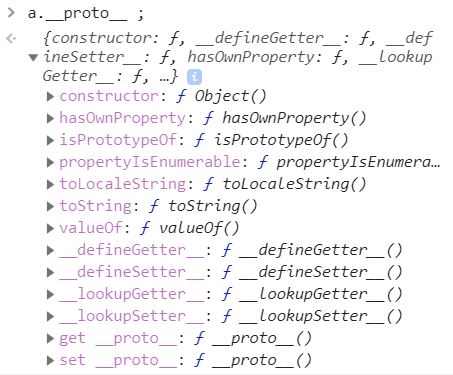 > a.__proto__ ;
{constructor: ƒ, __defineGetter__: ƒ, __def
ineSetter__: ƒ, hasOwnProperty: ƒ, __lookup
Getter__: ƒ, …} i
constructor: ƒ Object()
hasOwnProperty: ƒ hasOwnProperty()
isPrototypeOf: ƒ isPrototypeOf()
propertyIsEnumerable: ƒ propertyIsEnumera…
toLocaleString: ƒ toLocaleString()
toString: ƒ toString()
valueOf: ƒ valueOf()
__defineGetter__: ƒ __defineGetter__()
__defineSetter__: ƒ __defineSetter__()
__lookupGetter__: ƒ __lookupGetter__()
__lookupSetter__: ƒ __lookupSetter__()
get __proto__: ƒ __proto__()
set __proto__: ƒ __proto__()